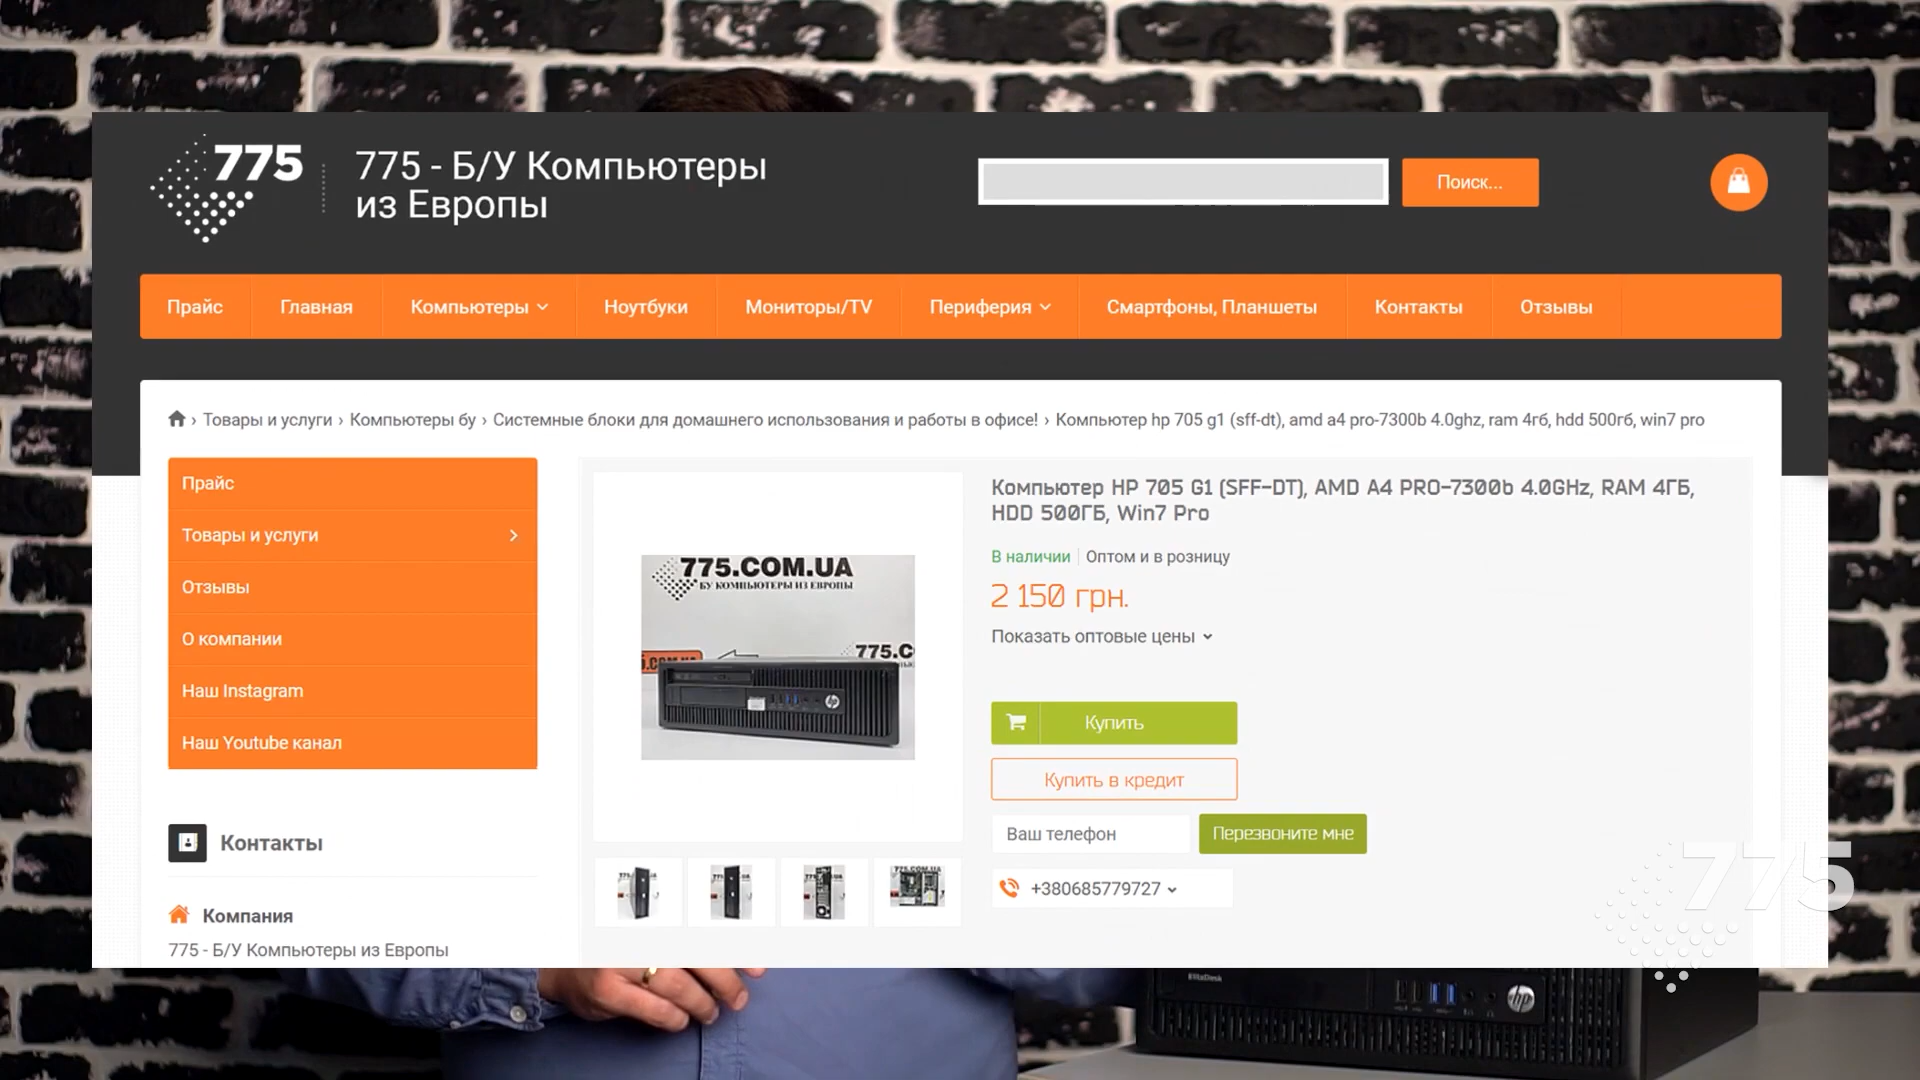 775
775 - Б/У Компьютеры
из Европы
Поиск...
Прайс
Главная
Компьютеры
Ноутбуки
Мониторы/TV
Периферия
Смартфоны, Планшеты
Контакты
Отзывы
› Товары и услуги › Компьютеры бу › Системные блоки для домашнего использования и работы в офисе! › Компьютер hp 705 g1 (sff-dt), amd a4 pro-7300b 4.0ghz, ram 4гб, hdd 500гб, win7 pro
Прайс
Товары и услуги
Отзывы
О компании
Наш Instagram
Наш Youtube канал
Контакты
Компания
775 - Б/У Компьютеры из Европы
775.COM.UA
БУ КОМПЬЮТЕРЫ ИЗ ЕВРОПЫ
775.C
hp
Компьютер HP 705 G1 (SFF-DT), AMD A4 PRO-7300b 4.0GHz, RAM 4ГБ,
HDD 500ГБ, Win7 Pro
В наличии
Оптом и в розницу
2 150 грн.
Показать оптовые цены
Купить
Купить в кредит
Ваш телефон
Перезвоните мне
+380685779727
775
hp